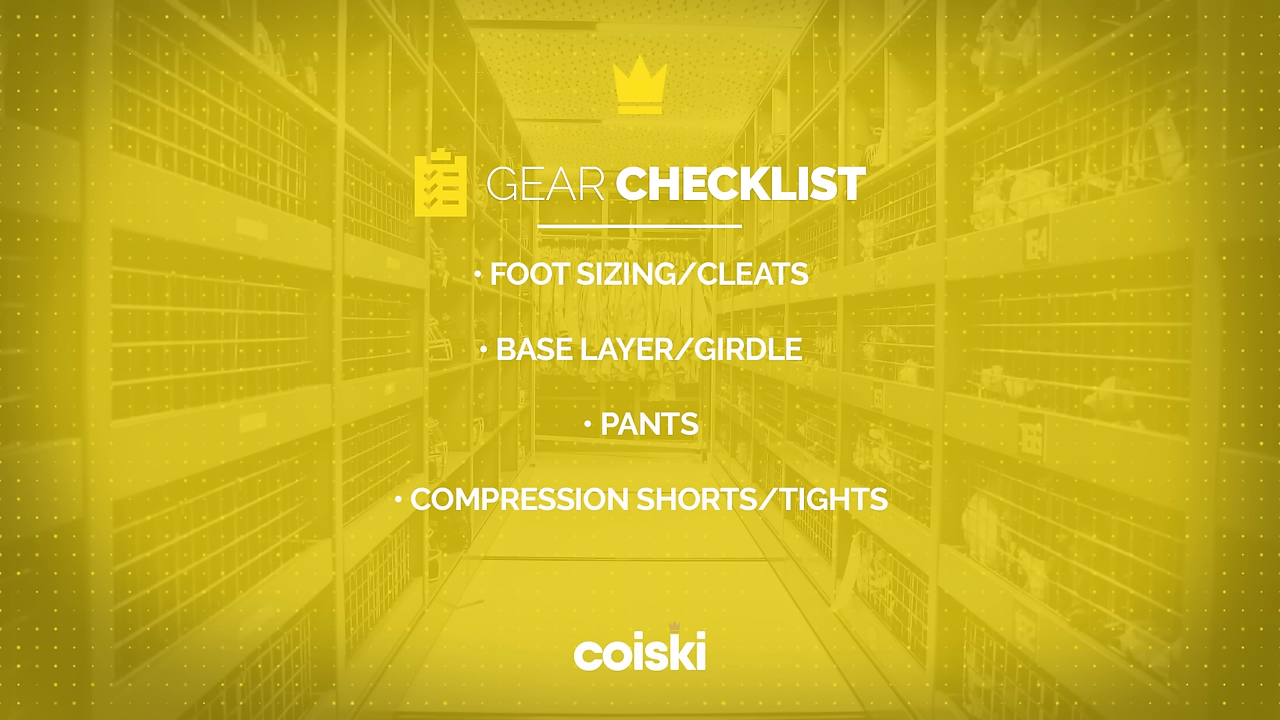 GEAR CHECKLIST
• FOOT SIZING/CLEATS
• BASE LAYER/GIRDLE
• PANTS
• COMPRESSION SHORTS/TIGHTS
coiski